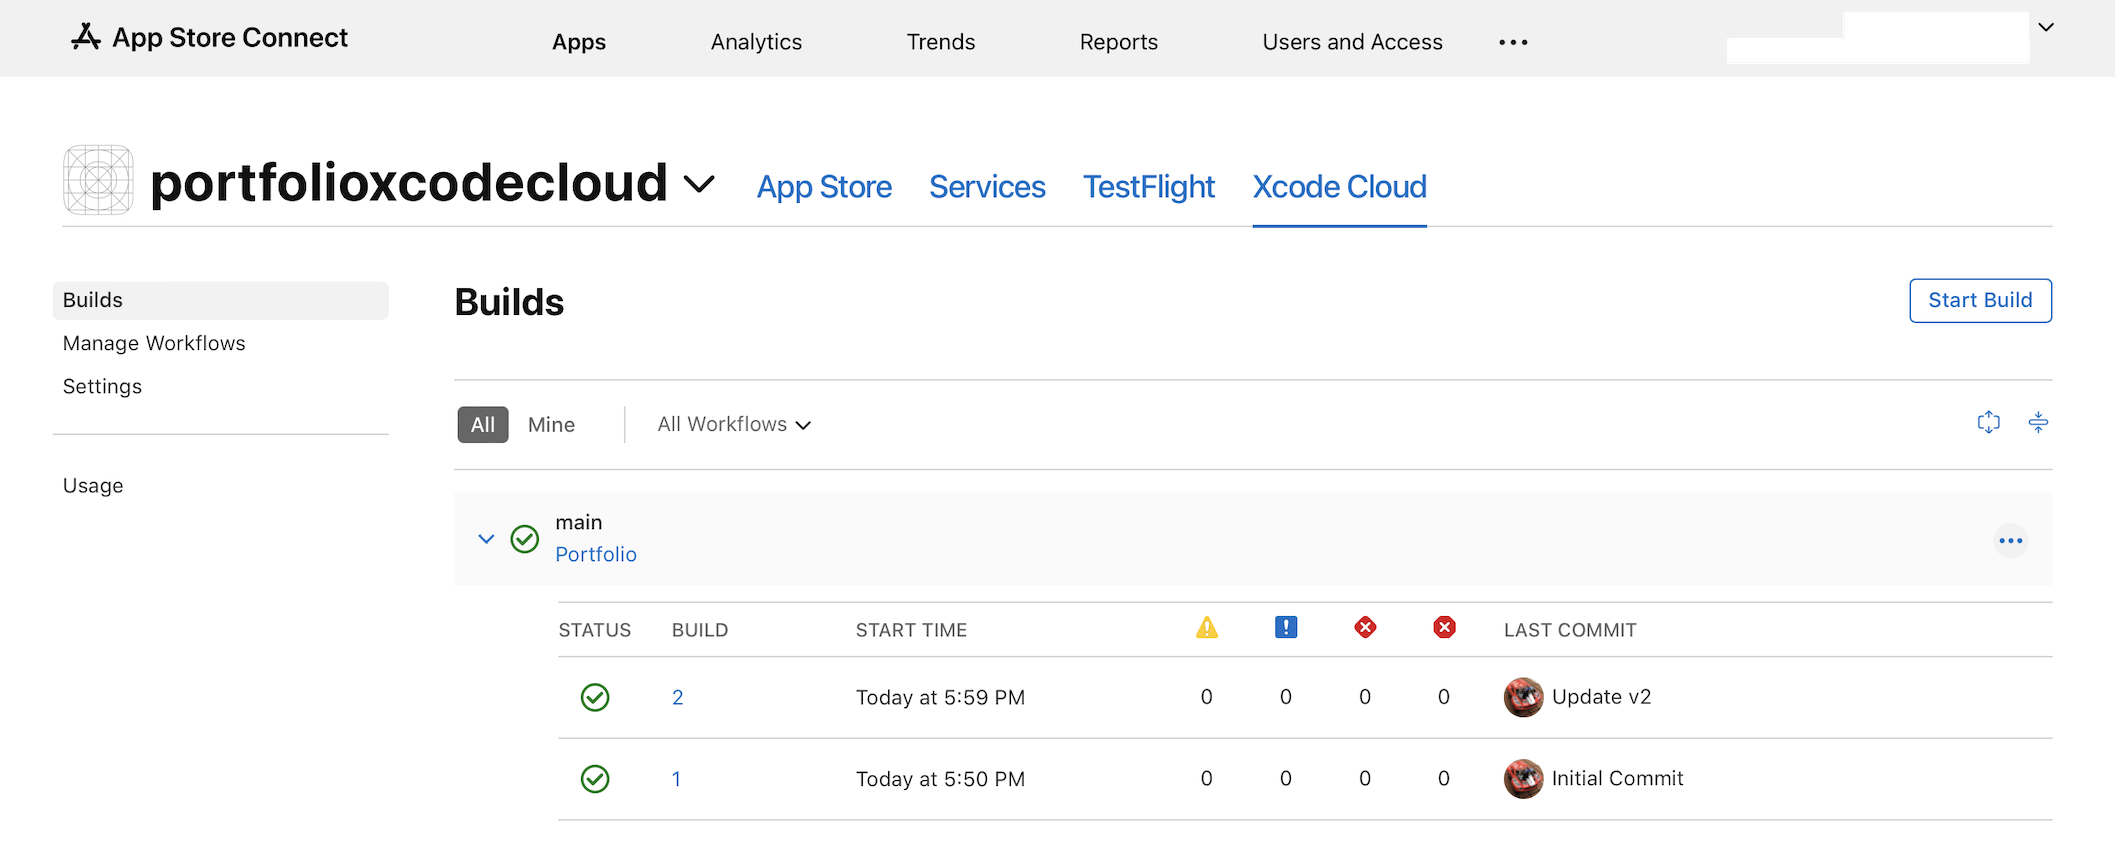 App Store Connect
Apps
Analytics
Trends
Reports
Users and Access
portfolioxcodecloud
App Store
Services
TestFlight
Xcode Cloud
Builds
Manage Workflows
Settings
Usage
Builds
Start Build
All
Mine
All Workflows
main
Portfolio
STATUS BUILD START TIME LAST COMMIT
2 Today at 5:59 PM 0 0 0 0 Update v2
1 Today at 5:50 PM 0 0 0 0 Initial Commit